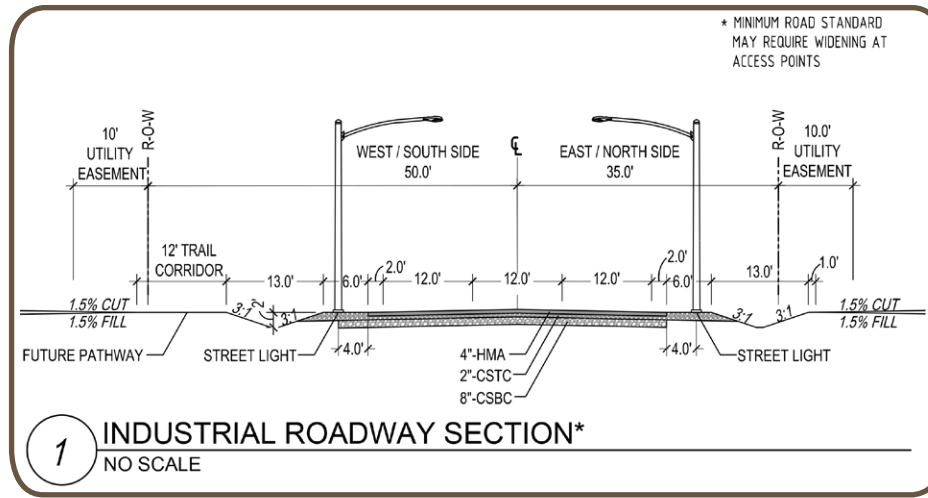 * MINIMUM ROAD STANDARD
MAY REQUIRE WIDENING AT
ACCESS POINTS
10'
UTILITY
EASEMENT
R-O-W
WEST / SOUTH SIDE
50.0'
℄
EAST / NORTH SIDE
35.0'
R-O-W
10.0'
UTILITY
EASEMENT
12' TRAIL
CORRIDOR
13.0'
6.0'
2.0'
12.0'
12.0'
12.0'
2.0'
6.0'
13.0'
1.0'
1.5% CUT
1.5% FILL
3:1
2'
3:1
3:1
3:1
1.5% CUT
1.5% FILL
FUTURE PATHWAY
STREET LIGHT
4.0'
4"-HMA
2"-CSTC
8"-CSBC
4.0'
STREET LIGHT
1
INDUSTRIAL ROADWAY SECTION*
NO SCALE